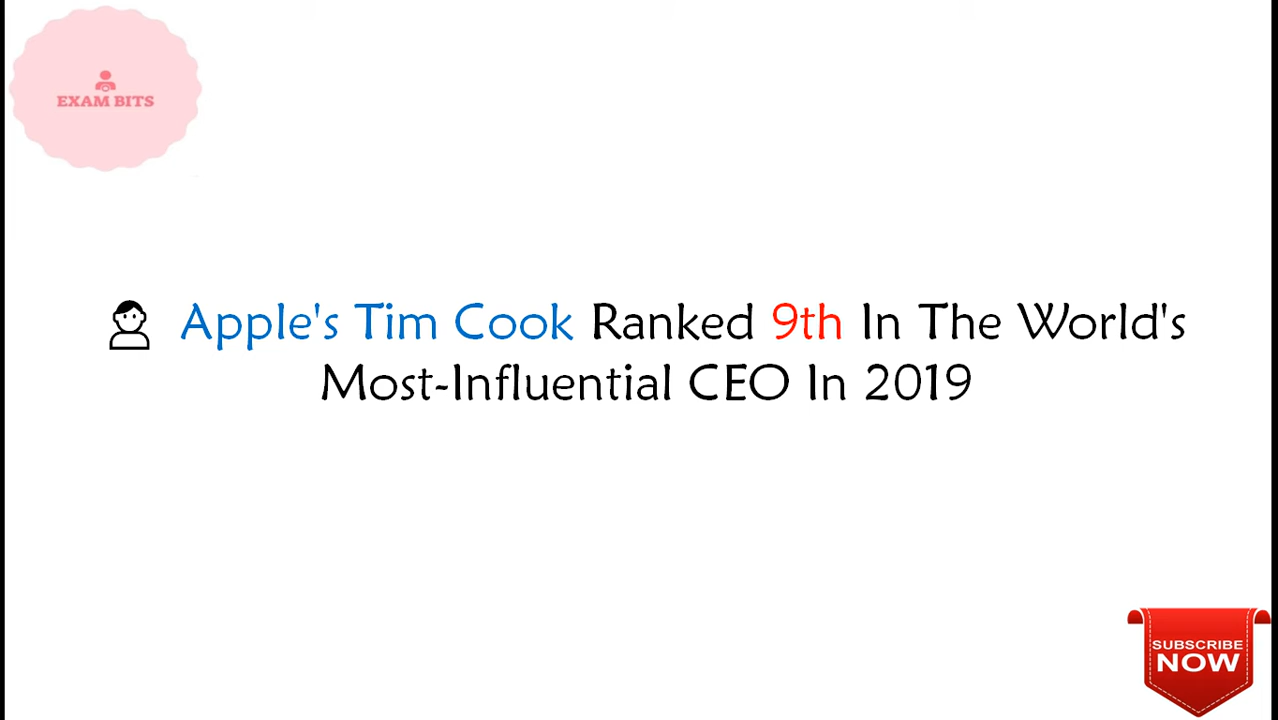 EXAM BITS
Apple's Tim Cook Ranked 9th In The World's
Most-Influential CEO In 2019
SUBSCRIBE
NOW